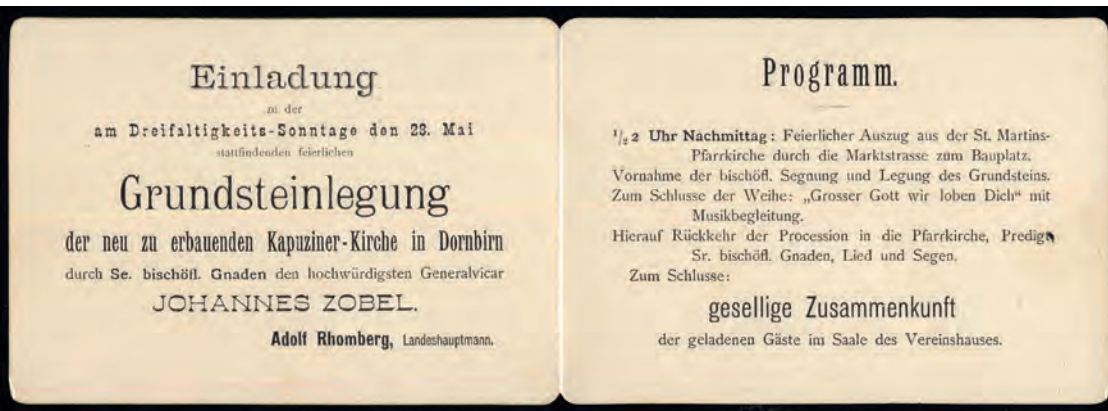 Einladung
zu der
am Dreifaltigkeits-Sonntage den 23. Mai
stattfindenden feierlichen
Grundsteinlegung
der neu zu erbauenden Kapuziner-Kirche in Dornbirn
durch Se. bischöfl. Gnaden den hochwürdigsten Generalvicar
JOHANNES ZOBEL.
Adolf Rhomberg, Landeshauptmann.
Programm.
1/2 2 Uhr Nachmittag: Feierlicher Auszug aus der St. Martins-
Pfarrkirche durch die Marktstrasse zum Bauplatz.
Vornahme der bischöfl. Segnung und Legung des Grundsteins.
Zum Schlusse der Weihe: „Grosser Gott wir loben Dich“ mit
Musikbegleitung.
Hierauf Rückkehr der Procession in die Pfarrkirche, Predigt
Sr. bischöfl. Gnaden, Lied und Segen.
Zum Schlusse:
gesellige Zusammenkunft
der geladenen Gäste im Saale des Vereinshauses.